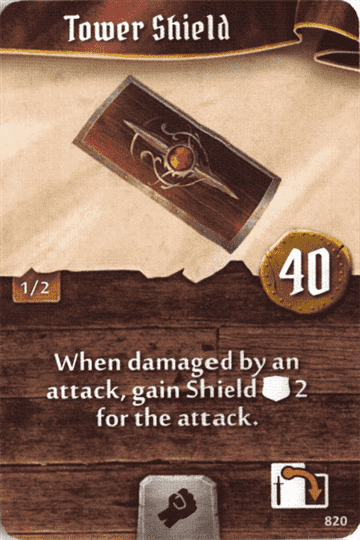 Tower Shield
40
1/2
When damaged by an
attack, gain Shield 2
for the attack.
820